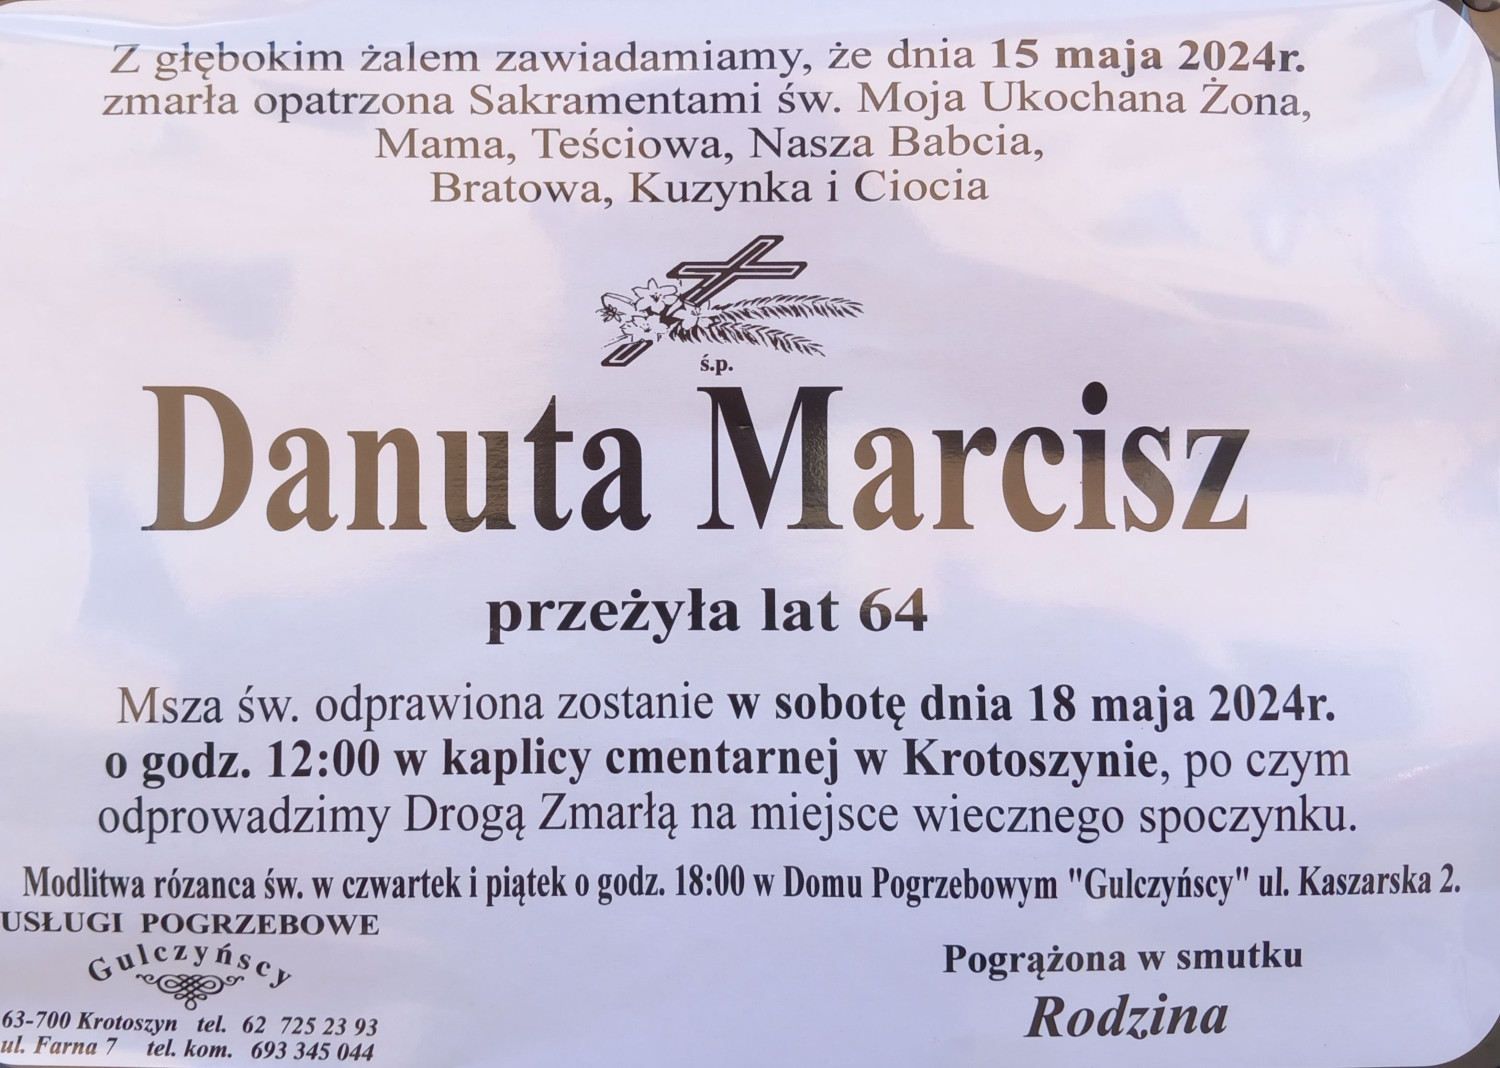 Z głębokim żalem zawiadamiamy, że dnia 15 maja 2024r.
zmarła opatrzona Sakramentami św. Moja Ukochana Żona,
Mama, Teściowa, Nasza Babcia,
Bratowa, Kuzynka i Ciocia
ś.p.
Danuta Marcisz
przeżyła lat 64
Msza św. odprawiona zostanie w sobotę dnia 18 maja 2024r.
o godz. 12:00 w kaplicy cmentarnej w Krotoszynie, po czym
odprowadzimy Drogą Zmarłą na miejsce wiecznego spoczynku.
Modlitwa rózanca św. w czwartek i piątek o godz. 18:00 w Domu Pogrzebowym "Gulczyńscy" ul. Kaszarska 2.
USŁUGI POGRZEBOWE
Gulczyńscy
63-700 Krotoszyn tel. 62 725 23 93
ul. Farna 7 tel. kom. 693 345 044
Pogrążona w smutku
Rodzina